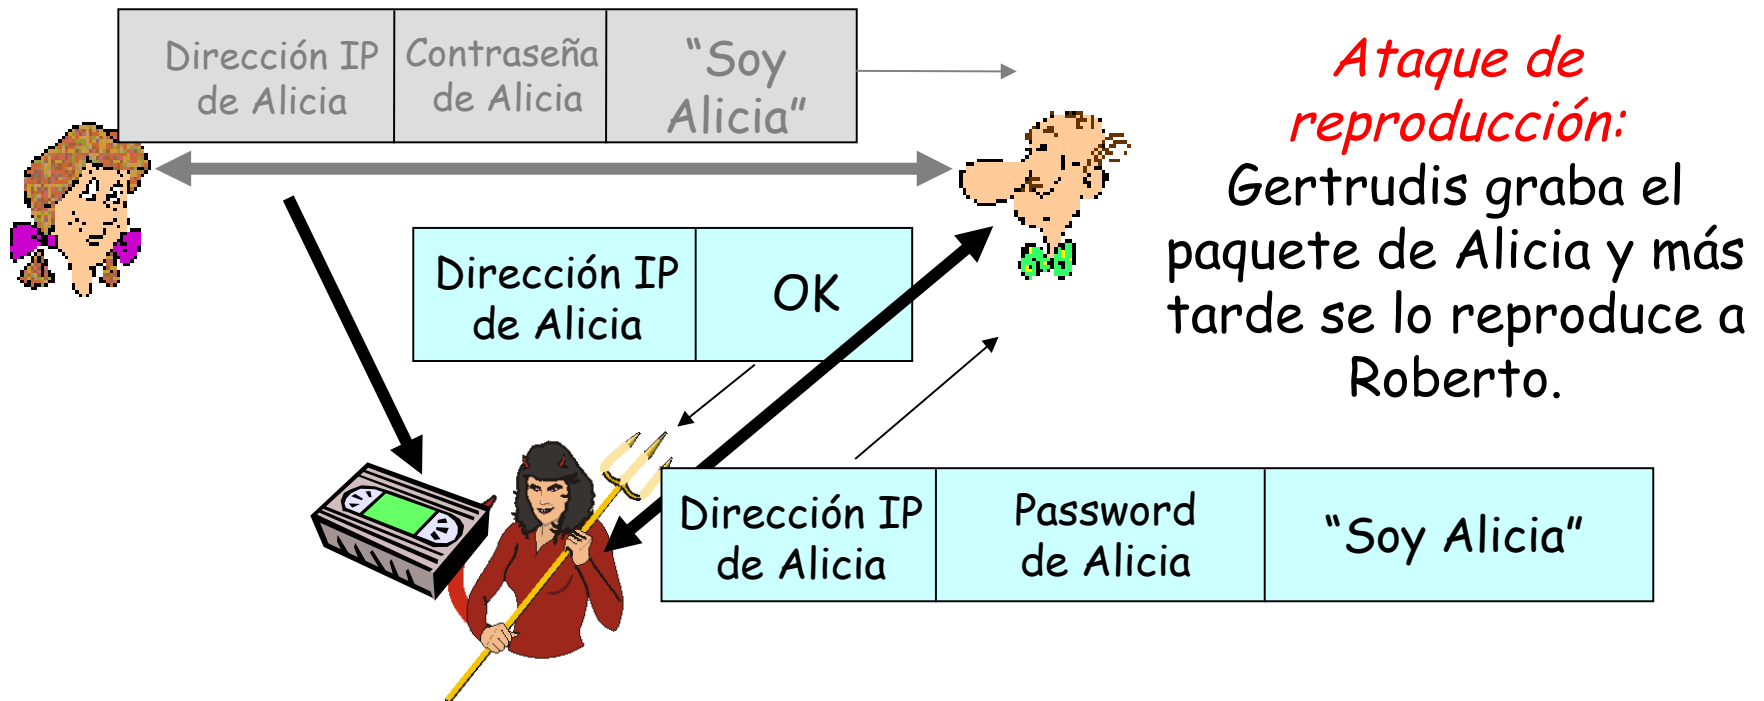 Dirección IP
de Alicia
Contraseña
de Alicia
“Soy
Alicia”
Ataque de
reproducción:
Gertrudis graba el
paquete de Alicia y más
tarde se lo reproduce a
Roberto.
Dirección IP
de Alicia
OK
Dirección IP
de Alicia
Password
de Alicia
“Soy Alicia”